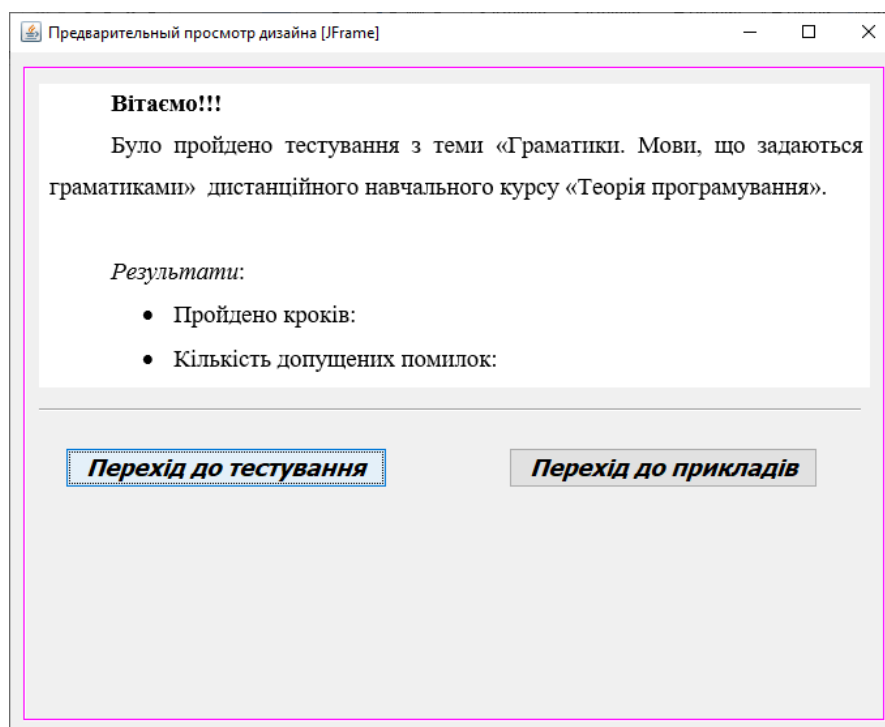 Предварительный просмотр дизайна [JFrame]
Вітаємо!!!
Було пройдено тестування з теми «Граматики. Мови, що задаються
граматиками» дистанційного навчального курсу «Теорія програмування».
Результати:
• Пройдено кроків:
• Кількість допущених помилок:
Перехід до тестування
Перехід до прикладів